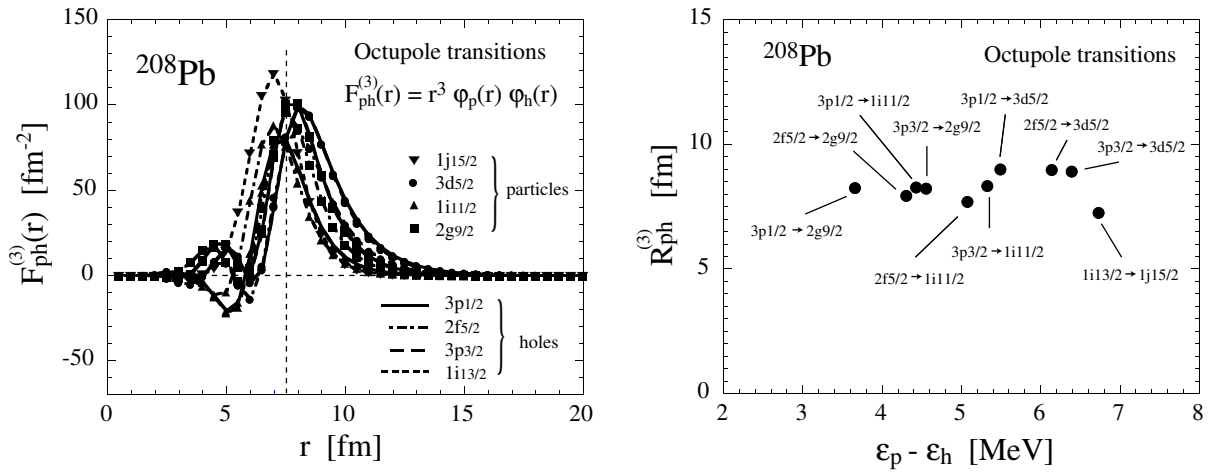 150
100
50
0
-50
0
5
10
15
20
F(3)ph(r) [fm-2]
r [fm]
208Pb
Octupole transitions
F(3)ph(r) = r3 φp(r) φh(r)
1j15/2
3d5/2
1i11/2
2g9/2
particles
3p1/2
2f5/2
3p3/2
1i13/2
holes
15
10
5
0
2
3
4
5
6
7
8
R(3)ph [fm]
εp - εh [MeV]
208Pb
Octupole transitions
3p1/2→1i11/2
3p1/2→3d5/2
2f5/2→2g9/2
3p3/2→2g9/2
2f5/2→3d5/2
3p3/2→3d5/2
3p1/2→2g9/2
3p3/2→1i11/2
2f5/2→1i11/2
1i13/2→1j15/2